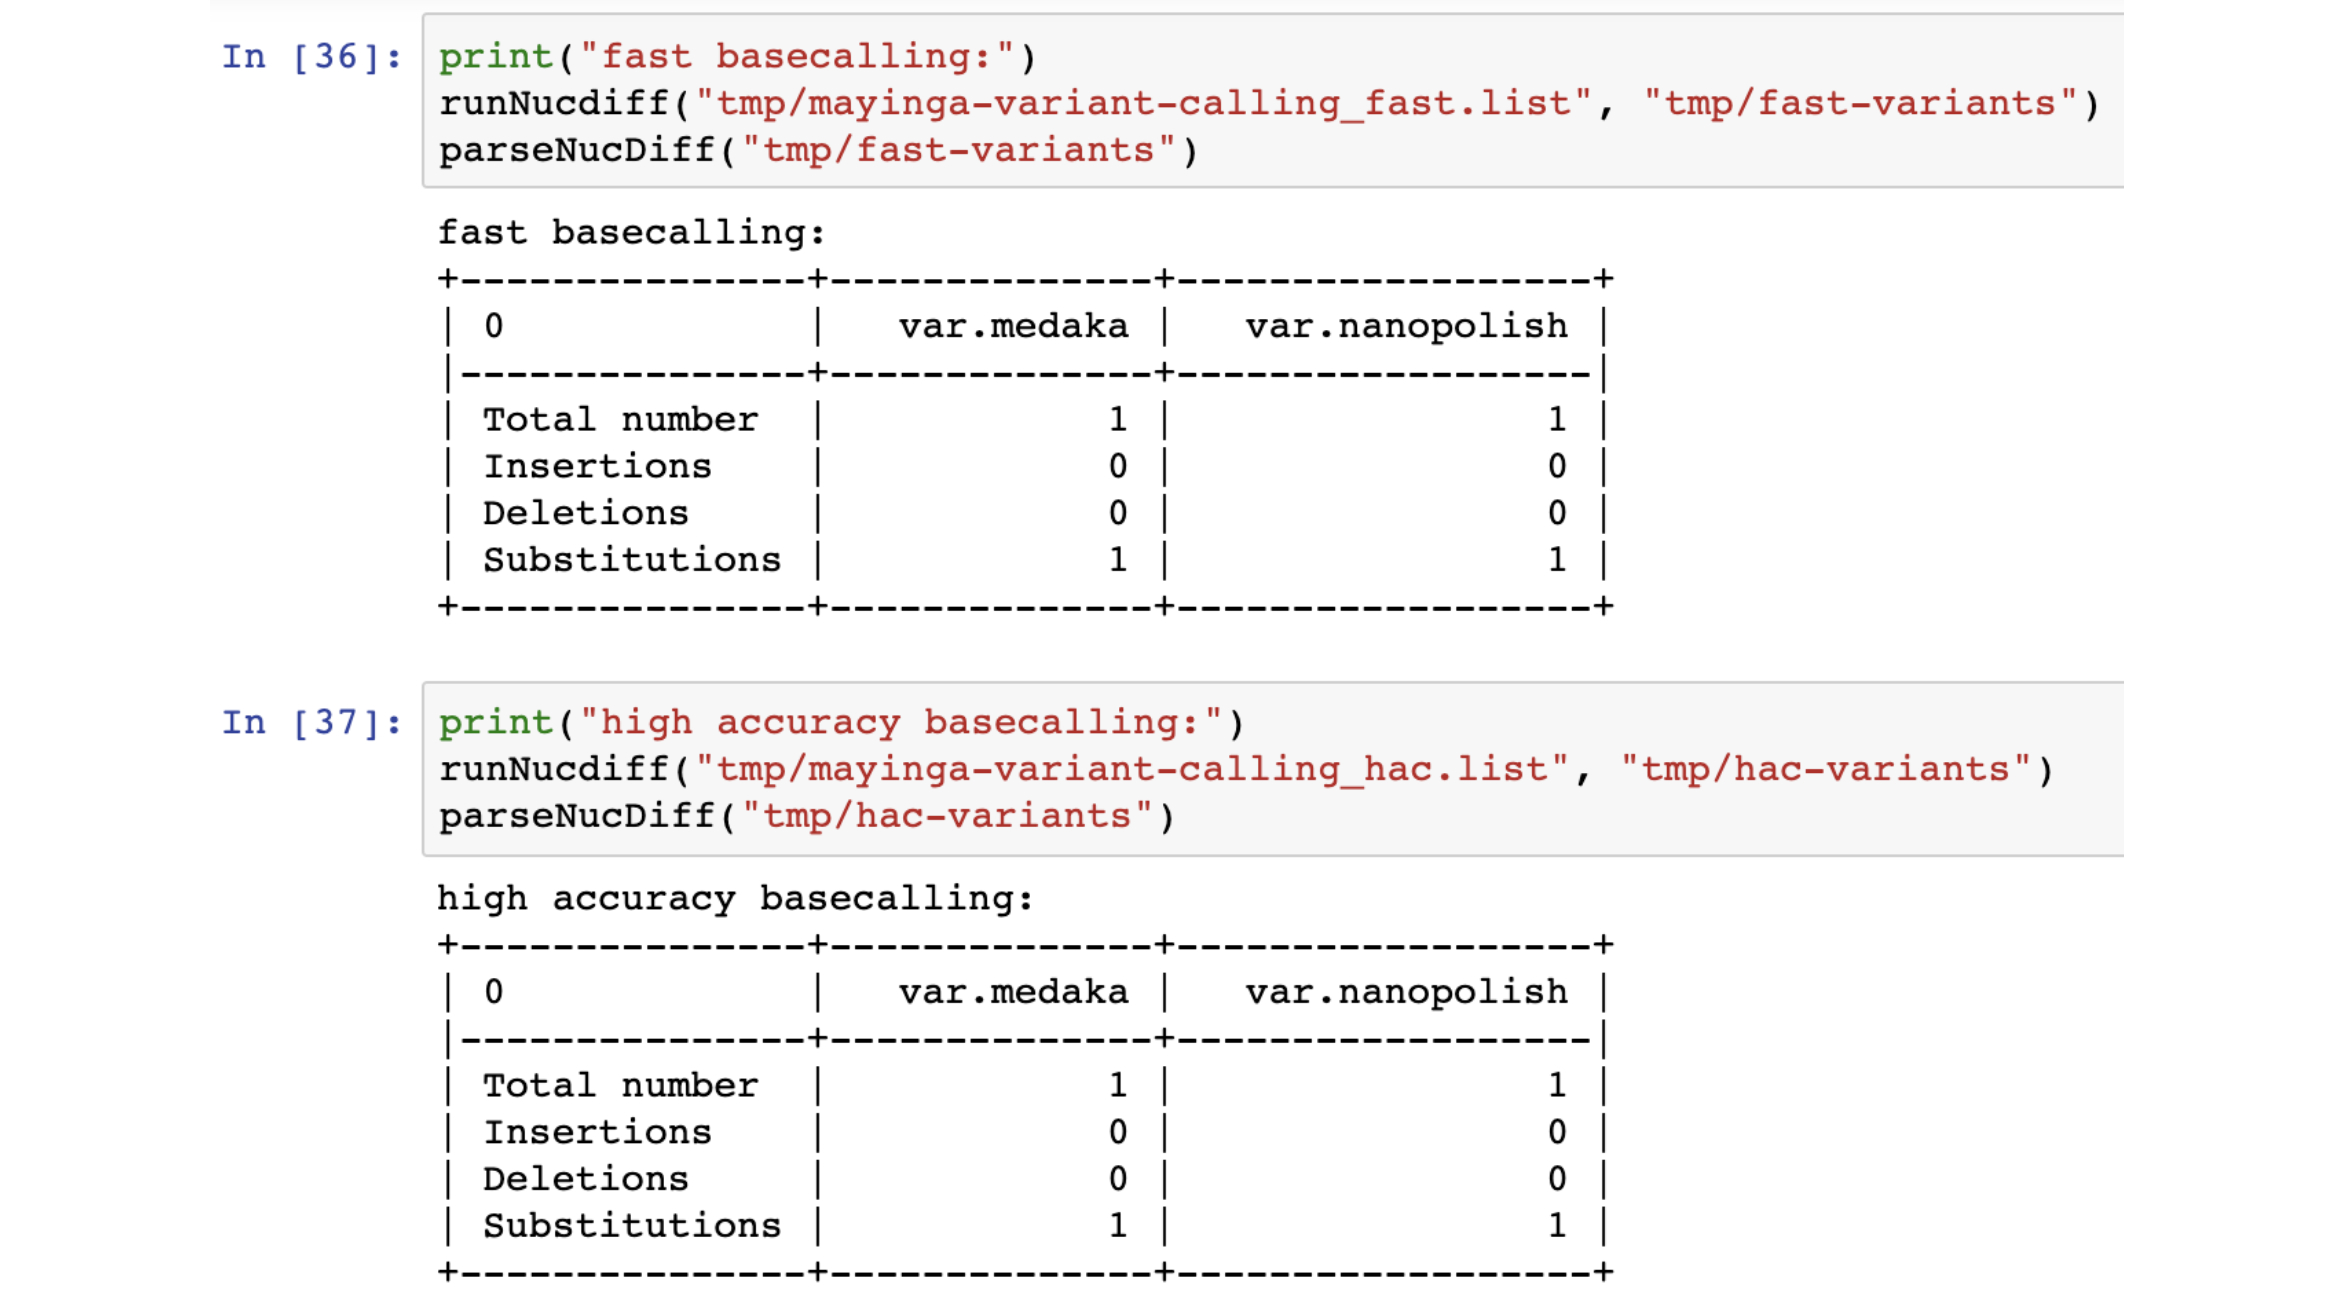 In [36]: print("fast basecalling:")
runNucdiff("tmp/mayinga-variant-calling_fast.list", "tmp/fast-variants")
parseNucDiff("tmp/fast-variants")
fast basecalling:
+---------------+--------------+------------------+
| 0             |   var.medaka |   var.nanopolish |
|---------------+--------------+------------------|
| Total number  |            1 |                1 |
| Insertions    |            0 |                0 |
| Deletions     |            0 |                0 |
| Substitutions |            1 |                1 |
+---------------+--------------+------------------+
In [37]: print("high accuracy basecalling:")
runNucdiff("tmp/mayinga-variant-calling_hac.list", "tmp/hac-variants")
parseNucDiff("tmp/hac-variants")
high accuracy basecalling:
+---------------+--------------+------------------+
| 0             |   var.medaka |   var.nanopolish |
|---------------+--------------+------------------|
| Total number  |            1 |                1 |
| Insertions    |            0 |                0 |
| Deletions     |            0 |                0 |
| Substitutions |            1 |                1 |
+---------------+--------------+------------------+